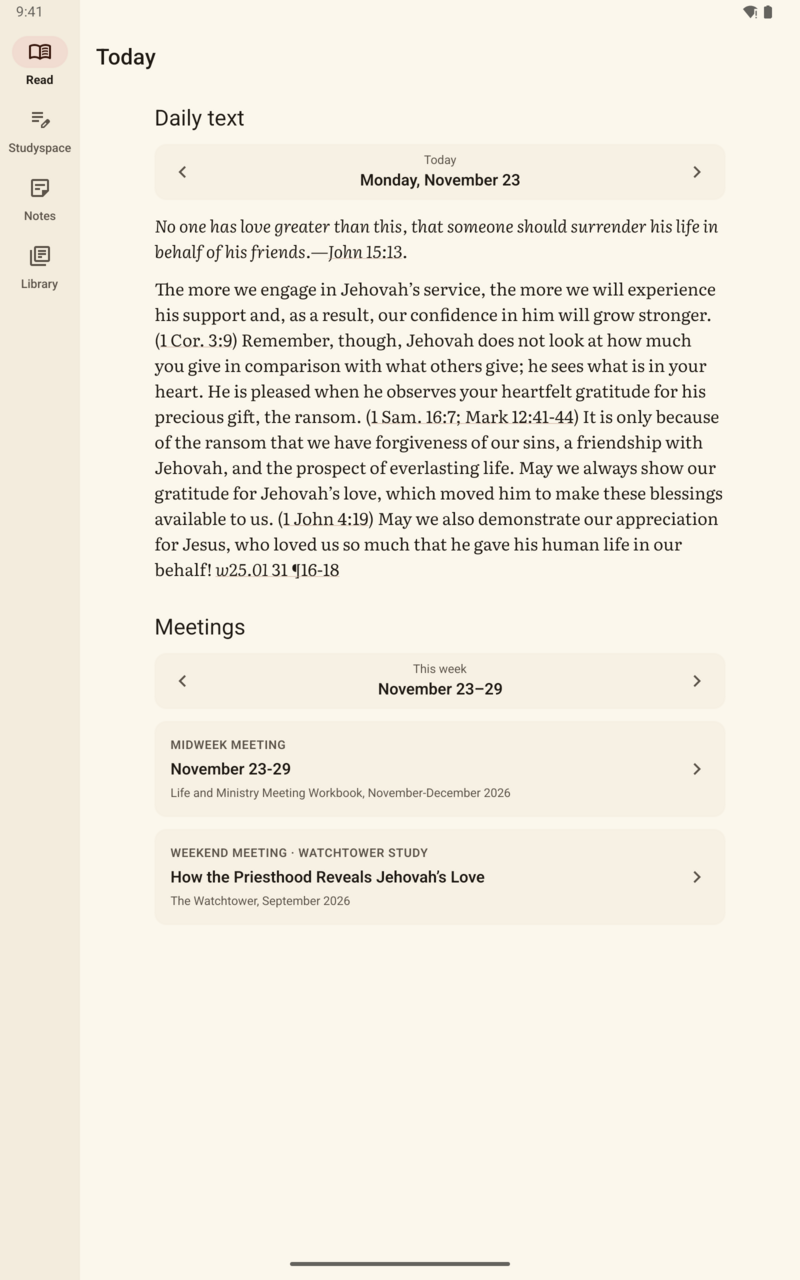 9:41
Today
Read
Studyspace
Notes
Library
Daily text
Today
Monday, November 23
No one has love greater than this, that someone should surrender his life in
behalf of his friends.—John 15:13.
The more we engage in Jehovah’s service, the more we will experience
his support and, as a result, our confidence in him will grow stronger.
(1 Cor. 3:9) Remember, though, Jehovah does not look at how much
you give in comparison with what others give; he sees what is in your
heart. He is pleased when he observes your heartfelt gratitude for his
precious gift, the ransom. (1 Sam. 16:7; Mark 12:41-44) It is only because
of the ransom that we have forgiveness of our sins, a friendship with
Jehovah, and the prospect of everlasting life. May we always show our
gratitude for Jehovah’s love, which moved him to make these blessings
available to us. (1 John 4:19) May we also demonstrate our appreciation
for Jesus, who loved us so much that he gave his human life in our
behalf! w25.01 31 ¶16-18
Meetings
This week
November 23–29
MIDWEEK MEETING
November 23-29
Life and Ministry Meeting Workbook, November-December 2026
WEEKEND MEETING · WATCHTOWER STUDY
How the Priesthood Reveals Jehovah’s Love
The Watchtower, September 2026